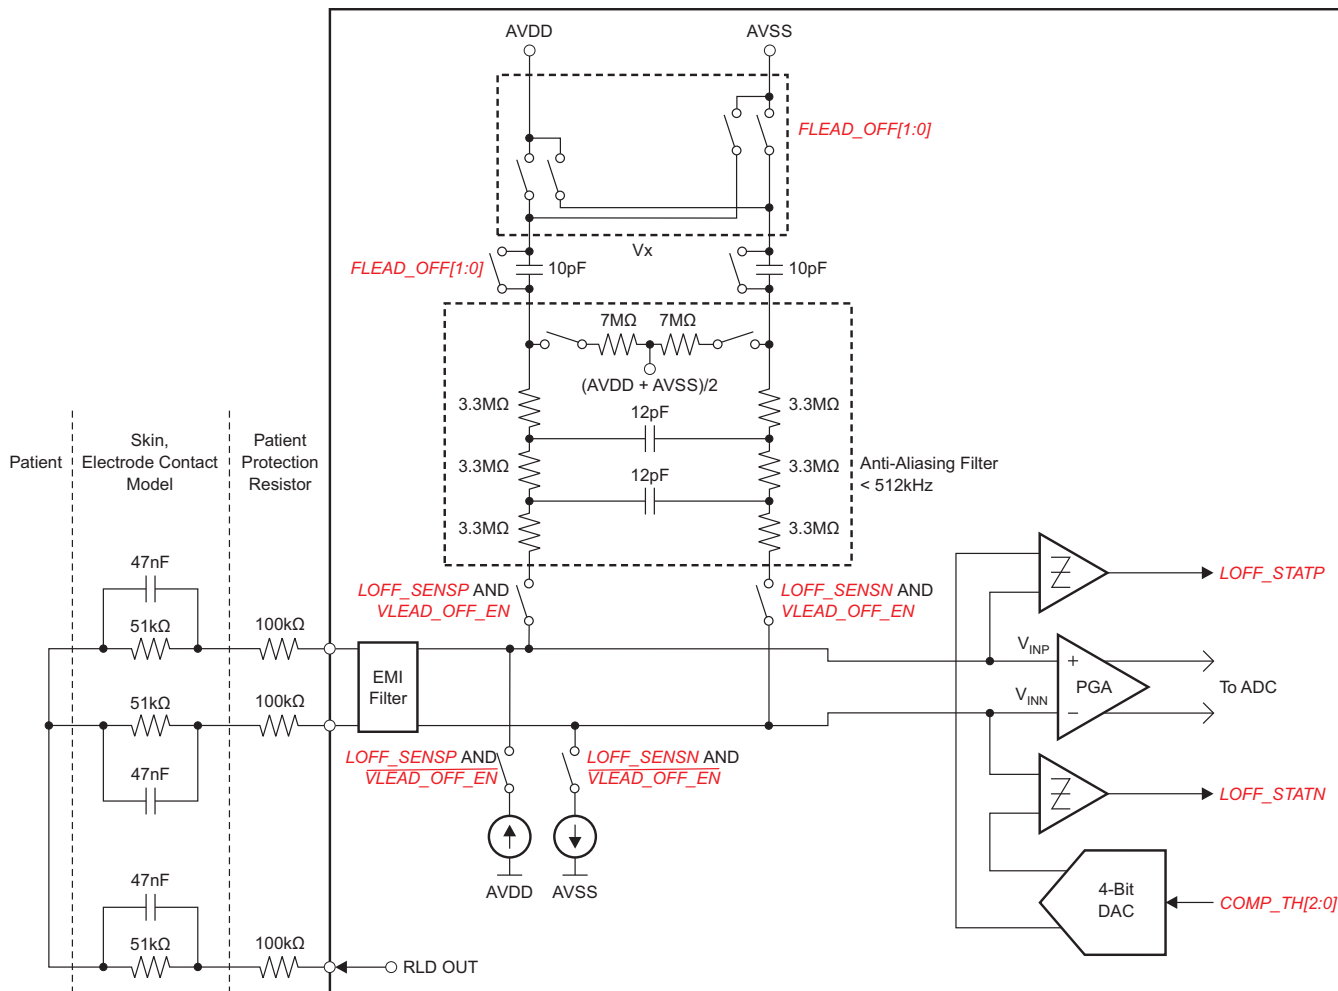 AVDD
AVSS
FLEAD_OFF[1:0]
Vx
FLEAD_OFF[1:0]
10pF
10pF
7MΩ
7MΩ
(AVDD + AVSS)/2
3.3MΩ
12pF
3.3MΩ
3.3MΩ
12pF
3.3MΩ
Anti-Aliasing Filter
< 512kHz
3.3MΩ
3.3MΩ
Patient
Skin,
Electrode Contact
Model
Patient
Protection
Resistor
LOFF_SENSP AND
VLEAD_OFF_EN
LOFF_SENSN AND
VLEAD_OFF_EN
47nF
51kΩ
100kΩ
EMI
Filter
51kΩ
100kΩ
47nF
LOFF_SENSP AND
VLEAD_OFF_EN
LOFF_SENSN AND
VLEAD_OFF_EN
AVDD
AVSS
47nF
51kΩ
100kΩ
RLD OUT
LOFF_STATP
VINP
+
PGA
To ADC
VINN
−
LOFF_STATN
4-Bit
DAC
COMP_TH[2:0]